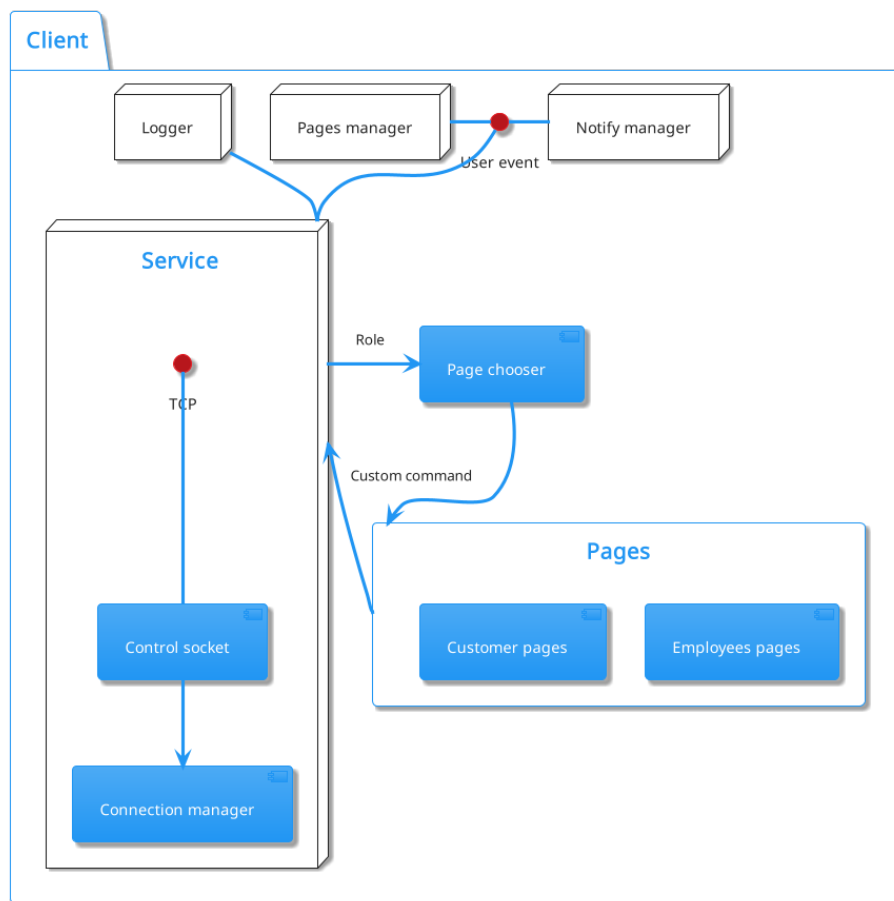 Client
Logger
Pages manager
Notify manager
User event
Service
Role
Page chooser
TCP
Custom command
Pages
Control socket
Customer pages
Employees pages
Connection manager